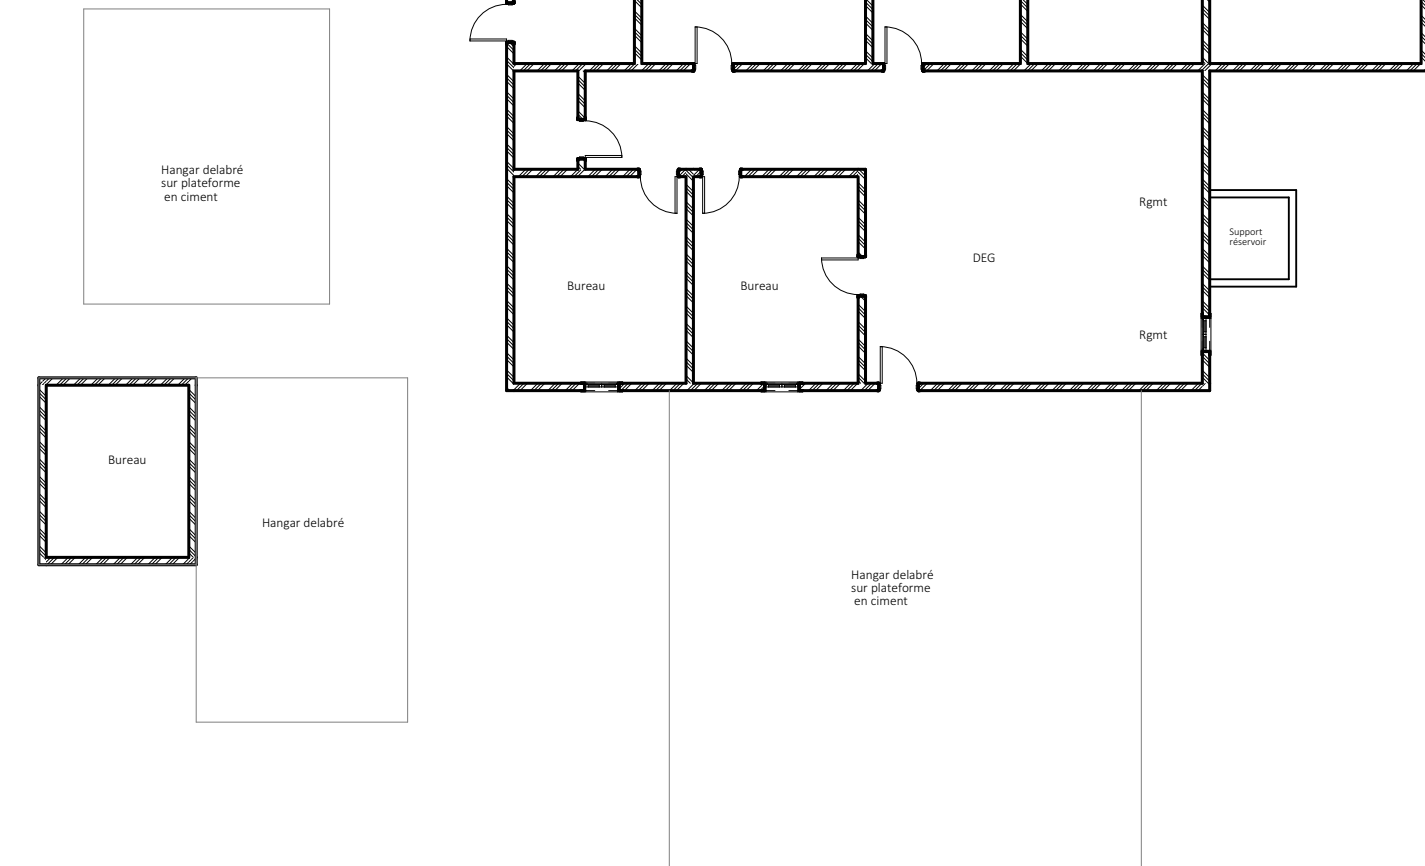 Hangar delabré
sur plateforme
en ciment
Rgmt
Support
réservoir
DEG
Bureau
Bureau
Rgmt
Bureau
Hangar delabré
Hangar delabré
sur plateforme
en ciment